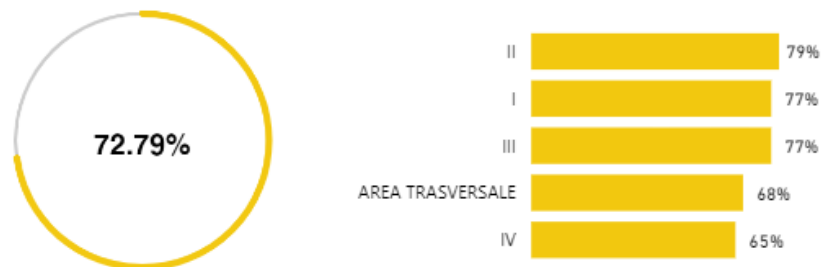 72.79%
II 79%
I 77%
III 77%
AREA TRASVERSALE 68%
IV 65%